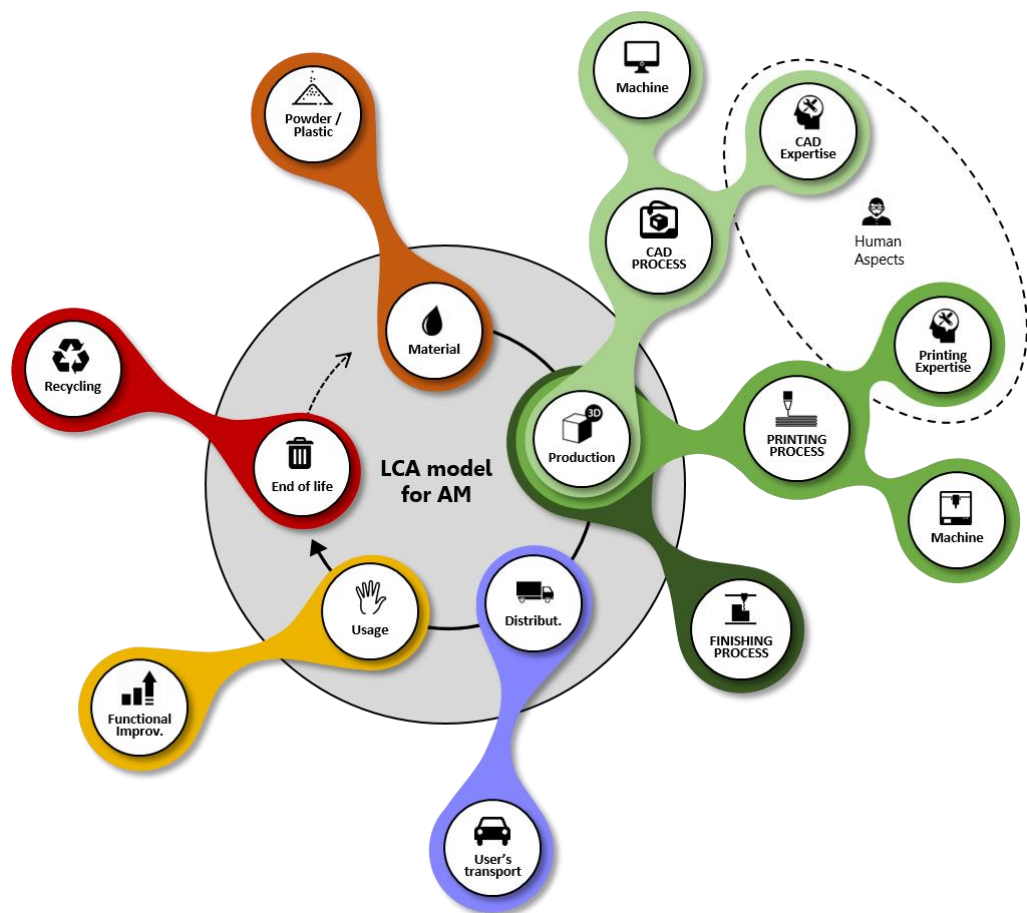 Machine
Powder /
Plastic
CAD
Expertise
CAD
PROCESS
Human
Aspects
Material
Printing
Expertise
Recycling
3D
Production
PRINTING
PROCESS
LCA model
for AM
End of life
Machine
Distribut.
Usage
FINISHING
PROCESS
Functional
Improv.
User's
transport